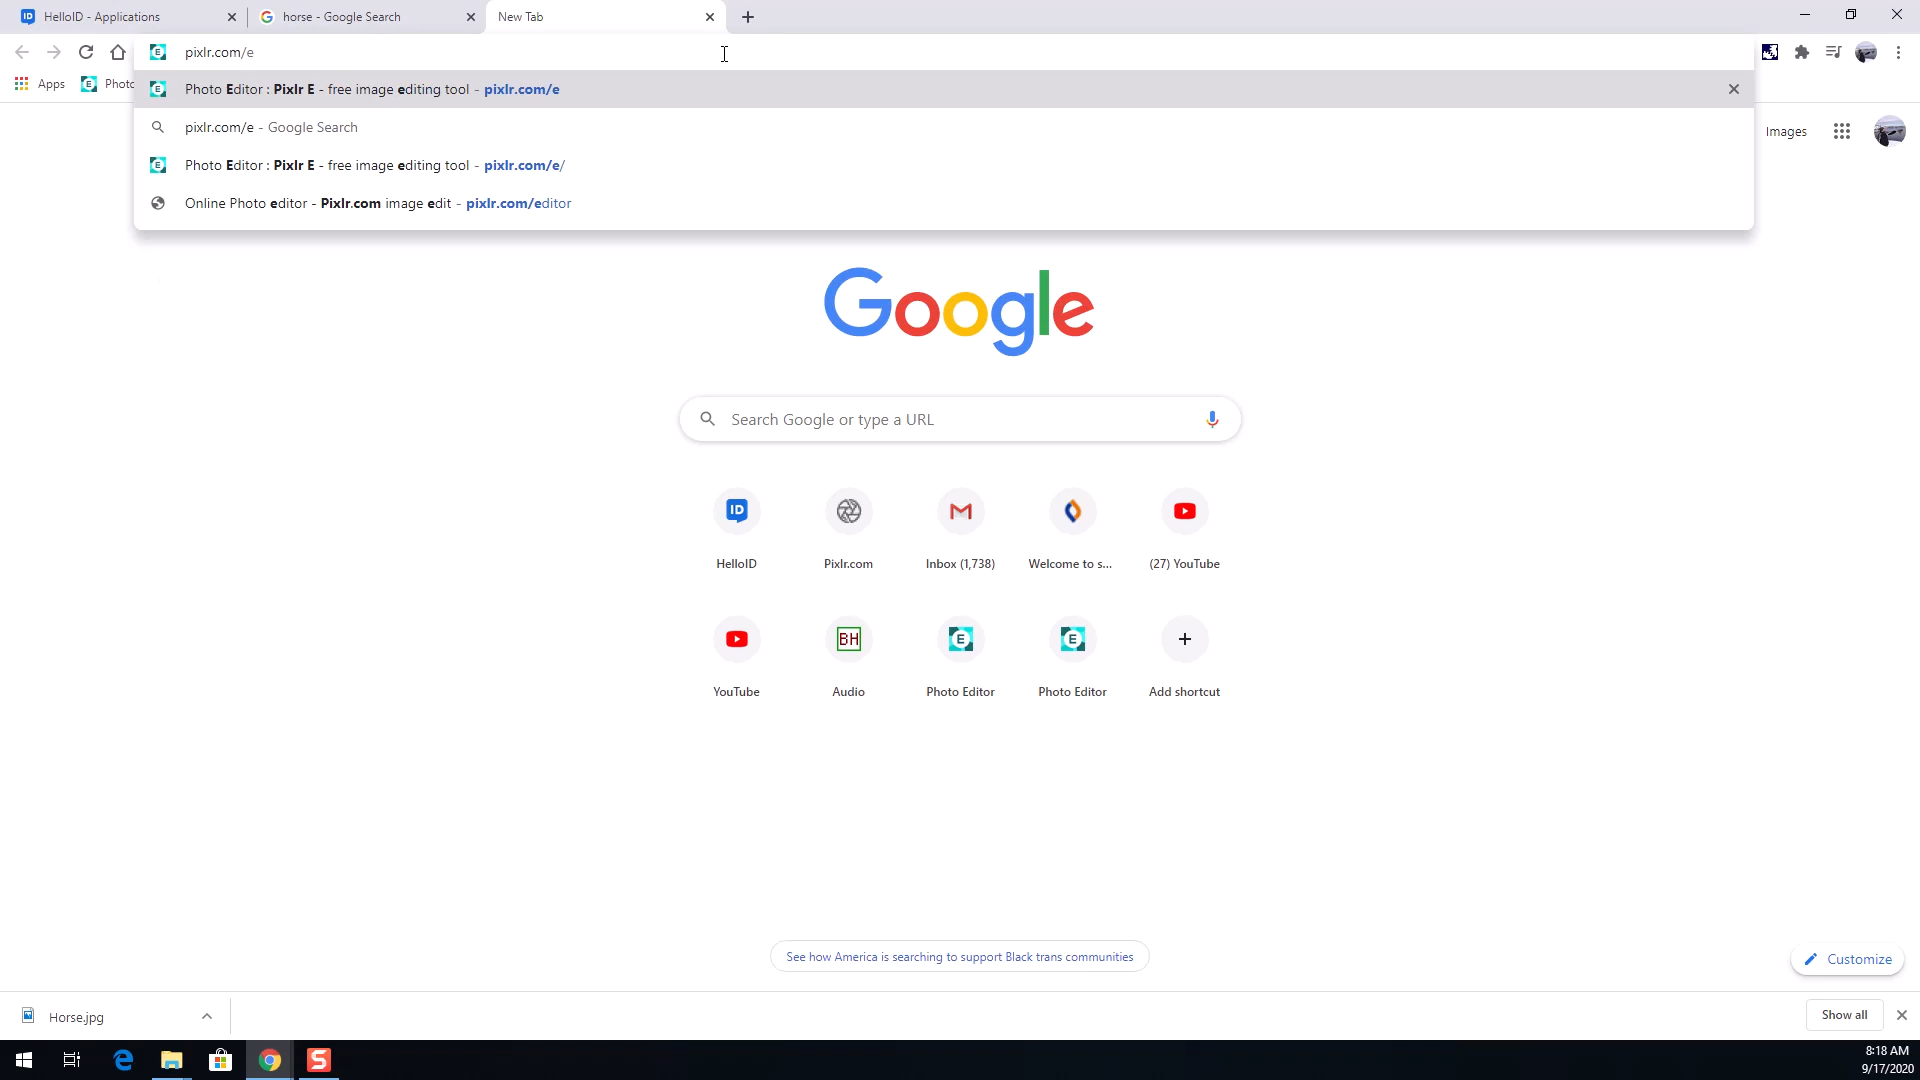 HelloID - Applications
horse - Google Search
New Tab
pixlr.com/e
Apps
Photo
Photo Editor : Pixlr E - free image editing tool - pixlr.com/e
pixlr.com/e - Google Search
Photo Editor : Pixlr E - free image editing tool - pixlr.com/e/
Online Photo editor - Pixlr.com image edit - pixlr.com/editor
Images
Google
Search Google or type a URL
HelloID
Pixlr.com
Inbox (1,738)
Welcome to s...
(27) YouTube
YouTube
BH
Audio
Photo Editor
Photo Editor
Add shortcut
See how America is searching to support Black trans communities
Customize
Horse.jpg
Show all
8:18 AM
9/17/2020